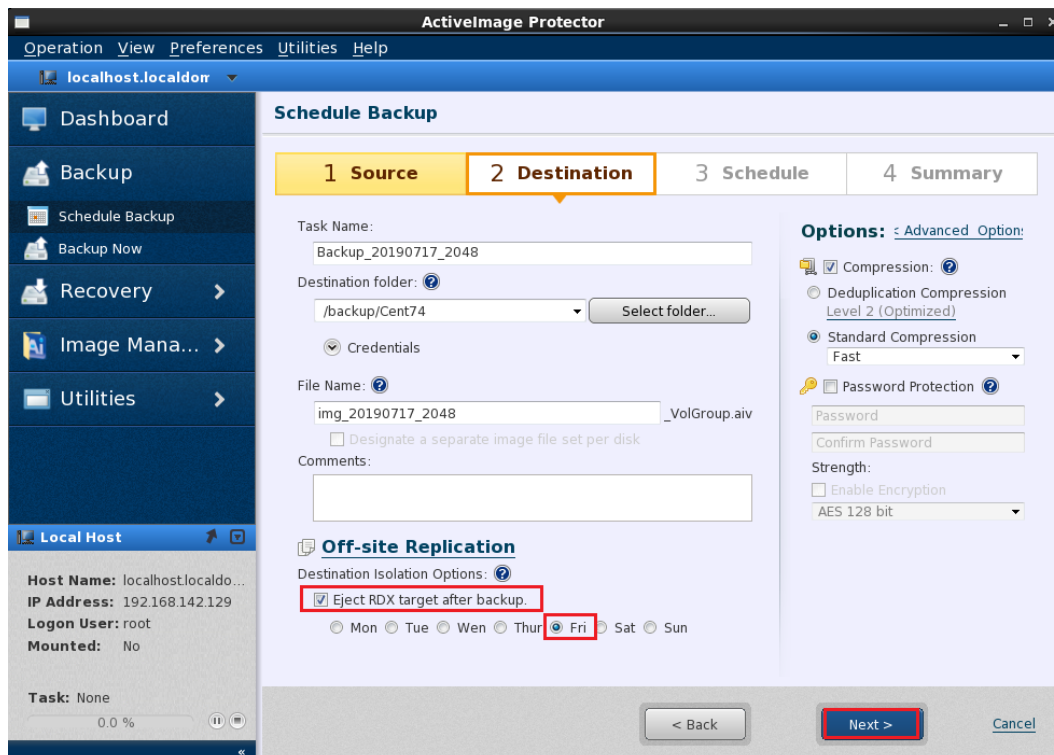 ActiveImage Protector
Operation View Preferences Utilities Help
localhost.localdom
Dashboard
Backup
Schedule Backup
Backup Now
Recovery
Image Mana...
Utilities
Local Host
Host Name: localhost.localdo...
IP Address: 192.168.142.129
Logon User: root
Mounted: No
Task: None
0.0 %
Schedule Backup
1 Source
2 Destination
3 Schedule
4 Summary
Task Name:
Backup_20190717_2048
Destination folder:
/backup/Cent74
Select folder...
Credentials
File Name:
img_20190717_2048 _VolGroup.aiv
Designate a separate image file set per disk
Comments:
Off-site Replication
Destination Isolation Options:
Eject RDX target after backup.
Mon Tue Wen Thur Fri Sat Sun
Options: < Advanced Option:
Compression:
Deduplication Compression
Level 2 (Optimized)
Standard Compression
Fast
Password Protection
Password
Confirm Password
Strength:
Enable Encryption
AES 128 bit
< Back
Next >
Cancel